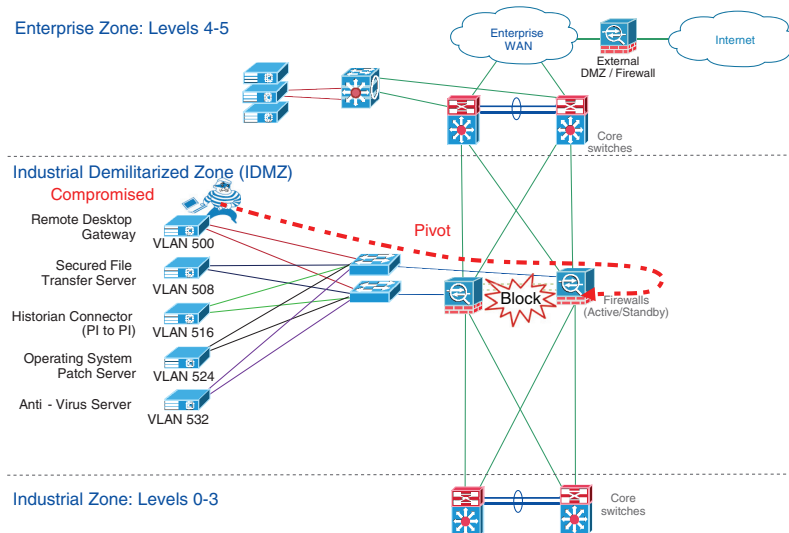 Enterprise Zone: Levels 4-5
Enterprise
WAN
External
DMZ / Firewall
Internet
Core
switches
Industrial Demilitarized Zone (IDMZ)
Compromised
Pivot
Remote Desktop
Gateway
VLAN 500
Secured File
Transfer Server
VLAN 508
Historian Connector
(PI to PI)
VLAN 516
Operating System
Patch Server
VLAN 524
Anti - Virus Server
VLAN 532
Block
Firewalls
(Active/Standby)
Industrial Zone: Levels 0-3
Core
switches